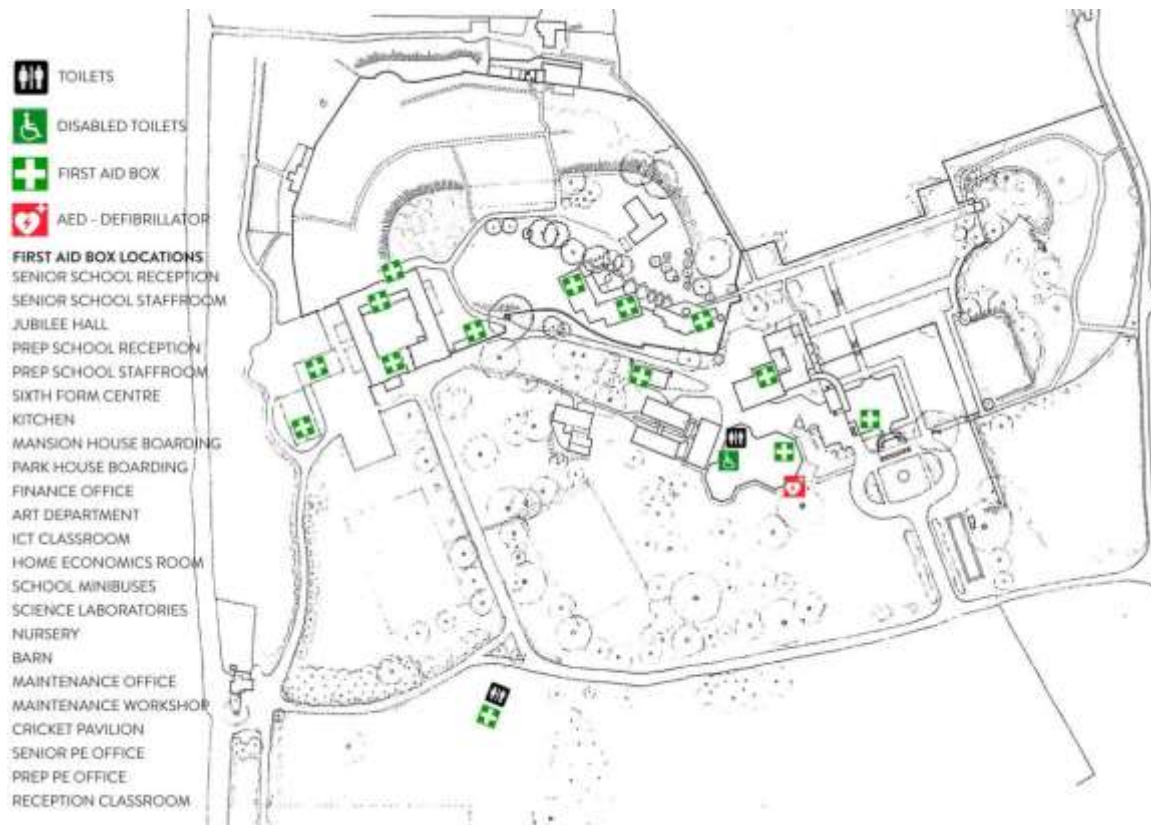 TOILETS
DISABLED TOILETS
FIRST AID BOX
AED - DEFIBRILLATOR
FIRST AID BOX LOCATIONS
SENIOR SCHOOL RECEPTION
SENIOR SCHOOL STAFFROOM
JUBILEE HALL
PREP SCHOOL RECEPTION
PREP SCHOOL STAFFROOM
SIXTH FORM CENTRE
KITCHEN
MANSION HOUSE BOARDING
PARK HOUSE BOARDING
FINANCE OFFICE
ART DEPARTMENT
ICT CLASSROOM
HOME ECONOMICS ROOM
SCHOOL MINIBUSES
SCIENCE LABORATORIES
NURSERY
BARN
MAINTENANCE OFFICE
MAINTENANCE WORKSHOP
CRICKET PAVILION
SENIOR PE OFFICE
PREP PE OFFICE
RECEPTION CLASSROOM